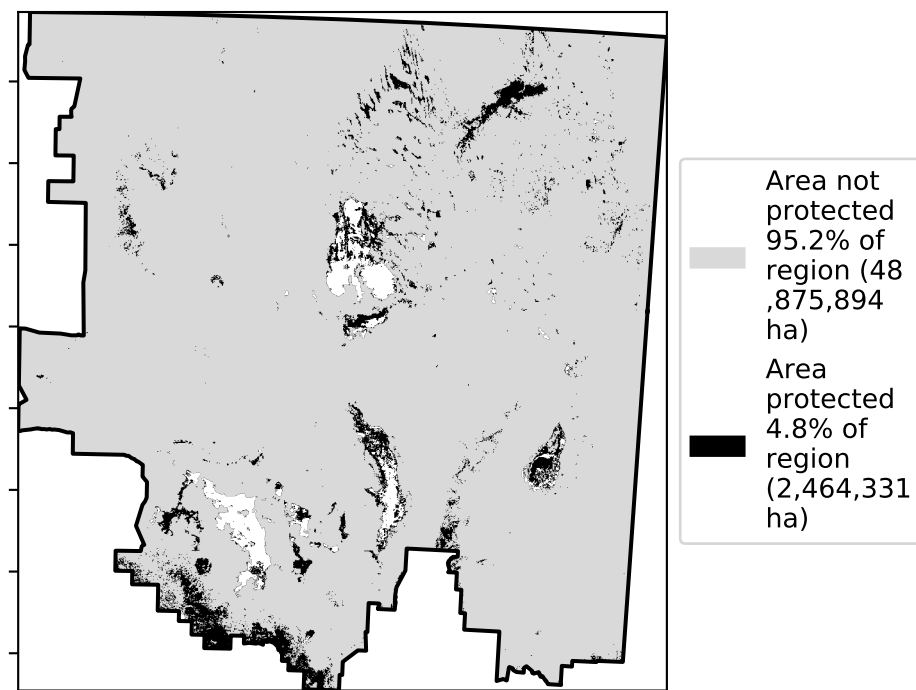 Area not
protected
95.2% of
region (48
,875,894
ha)
Area
protected
4.8% of
region
(2,464,331
ha)